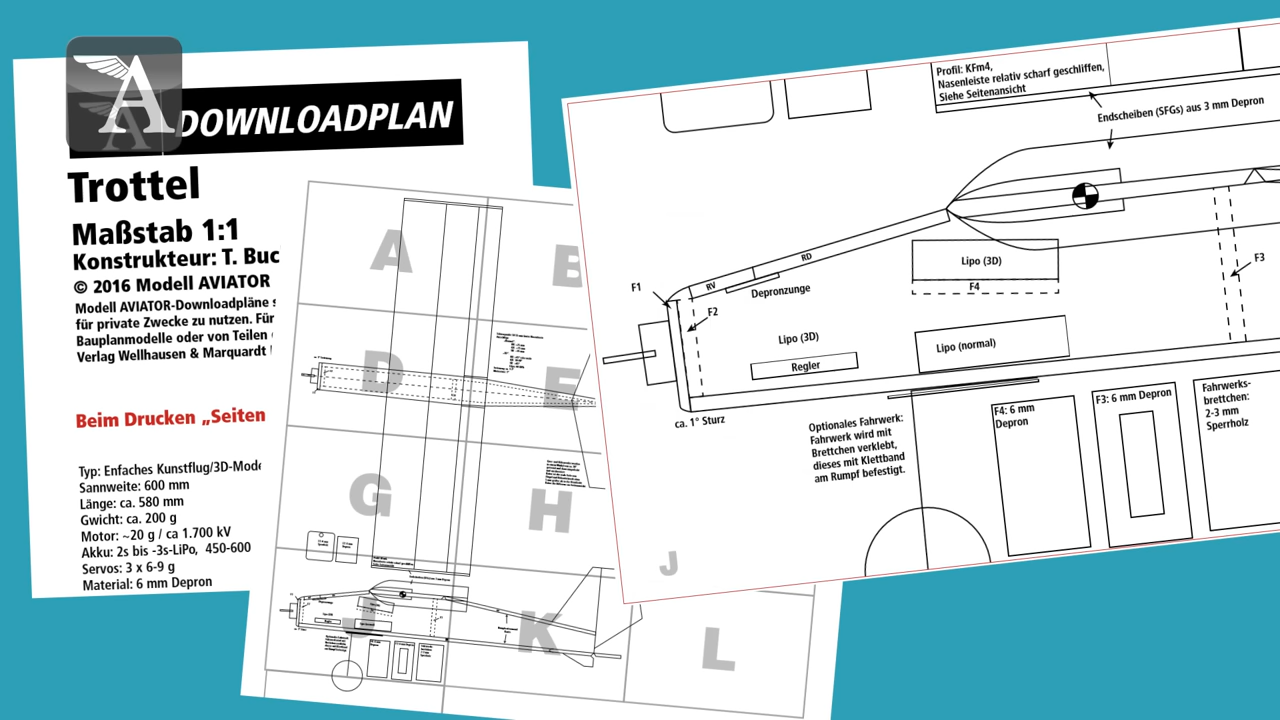 A
DOWNLOADPLAN
Trottel
Maßstab 1:1
Konstrukteur: T. Buc
© 2016 Modell AVIATOR
Modell AVIATOR-Downloadpläne
für private Zwecke zu nutzen. Für
Bauplanmodelle oder von Teilen
Verlag Wellhausen & Marquardt
Beim Drucken „Seiten
Typ: Enfaches Kunstflug/3D-Mode
Sannweite: 600 mm
Länge: ca. 580 mm
Gwicht: ca. 200 g
Motor: ~20 g / ca 1.700 kV
Akku: 2s bis -3s-LiPo, 450-600
Servos: 3 x 6-9 g
Material: 6 mm Depron
A
B
D
E
G
H
J
K
L
Profil: KFm4,
Nasenleiste relativ scharf geschliffen,
Siehe Seitenansicht
Endscheiben (SFGs) aus 3 mm Depron
F1
RV
RD
Depronzunge
F2
Lipo (3D)
F4
F3
Lipo (3D)
Regler
Lipo (normal)
ca. 1° Sturz
Optionales Fahrwerk:
Fahrwerk wird mit
Brettchen verklebt,
dieses mit Klettband
am Rumpf befestigt.
F4: 6 mm
Depron
F3: 6 mm Depron
Fahrwerks-
brettchen:
2-3 mm
Sperrholz
J